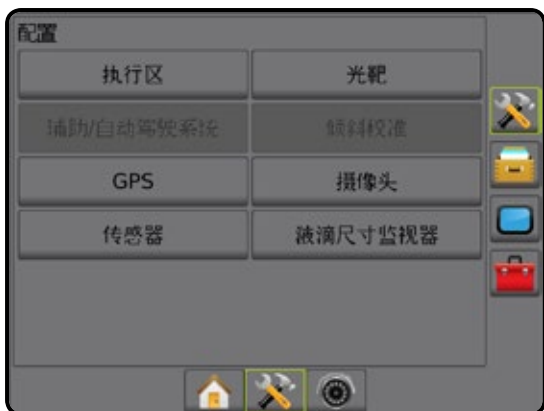 配置
执行区
光靶
辅助/自动驾驶系统
倾斜校准
GPS
摄像头
传感器
液滴尺寸监视器